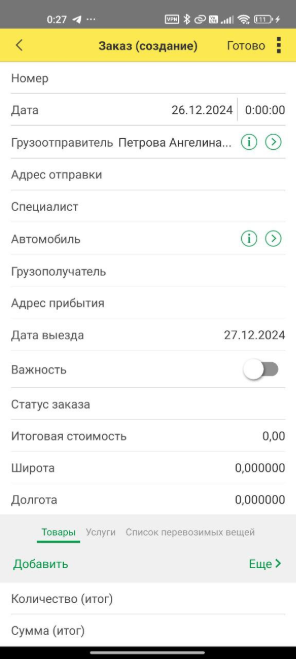 0:27
VPN 11
Заказ (создание) Готово
Номер
Дата 26.12.2024 0:00:00
Грузоотправитель Петрова Ангелина...
Адрес отправки
Специалист
Автомобиль
Грузополучатель
Адрес прибытия
Дата выезда 27.12.2024
Важность
Статус заказа
Итоговая стоимость 0,00
Широта 0,000000
Долгота 0,000000
Товары Услуги Список перевозимых вещей
Добавить Еще
Количество (итог)
Сумма (итог)